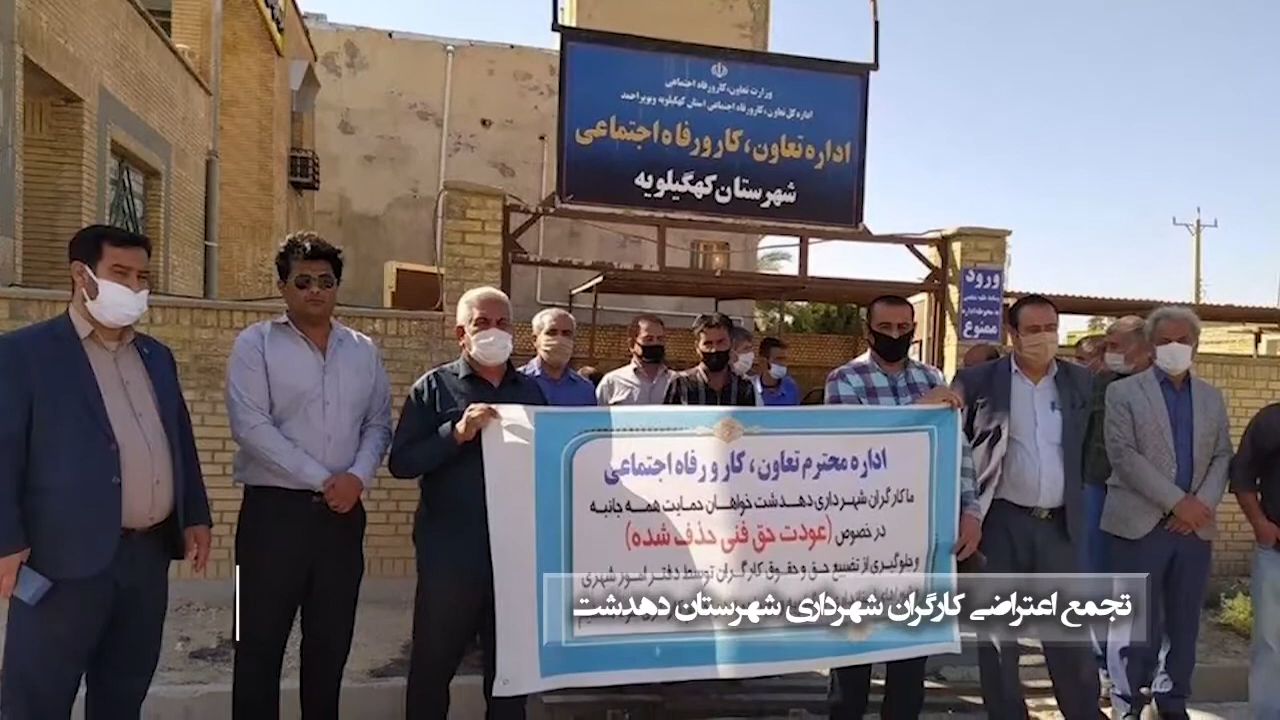 وزارت تعاون، کار و رفاه اجتماعی
اداره کل تعاون، کار و رفاه اجتماعی استان کهگیلویه و بویراحمد
اداره تعاون، کار و رفاه اجتماعی
شهرستان کهگیلویه
ورود
ممنوع
اداره محترم تعاون، کار و رفاه اجتماعی
ما کارگران شهرداری دهدشت خواهان حمایت همه جانبه
در خصوص (عودت حق فنی حذف شده)
و جلوگیری از تضییع حق و حقوق کارگران توسط دفتر امور شهری
تجمع اعتراضی کارگران شهرداری شهرستان دهدشت